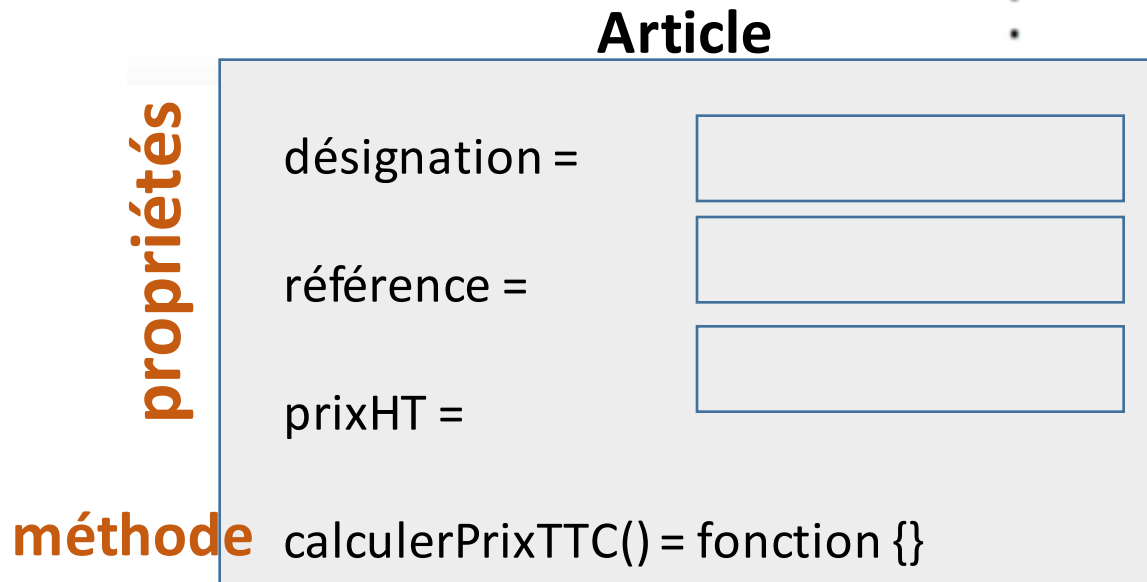 Article
propriétés
désignation =
référence =
prixHT =
méthode
calculerPrixTTC() = fonction {}